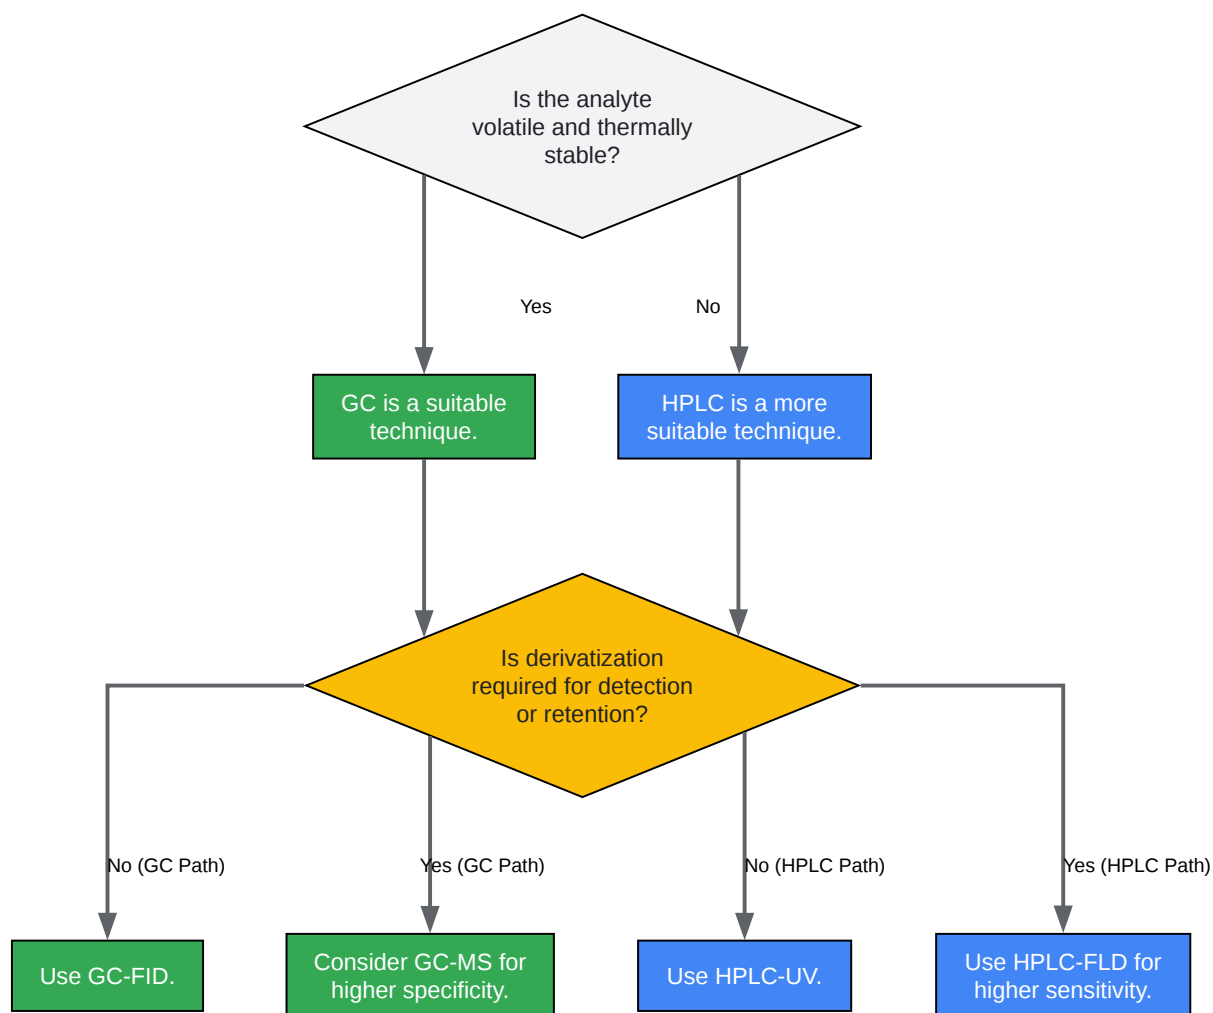 Is the analyte
volatile and thermally
stable?
Yes
No
GC is a suitable
technique.
HPLC is a more
suitable technique.
Is derivatization
required for detection
or retention?
No (GC Path)
Yes (GC Path)
No (HPLC Path)
Yes (HPLC Path)
Use GC-FID.
Consider GC-MS for
higher specificity.
Use HPLC-UV.
Use HPLC-FLD for
higher sensitivity.